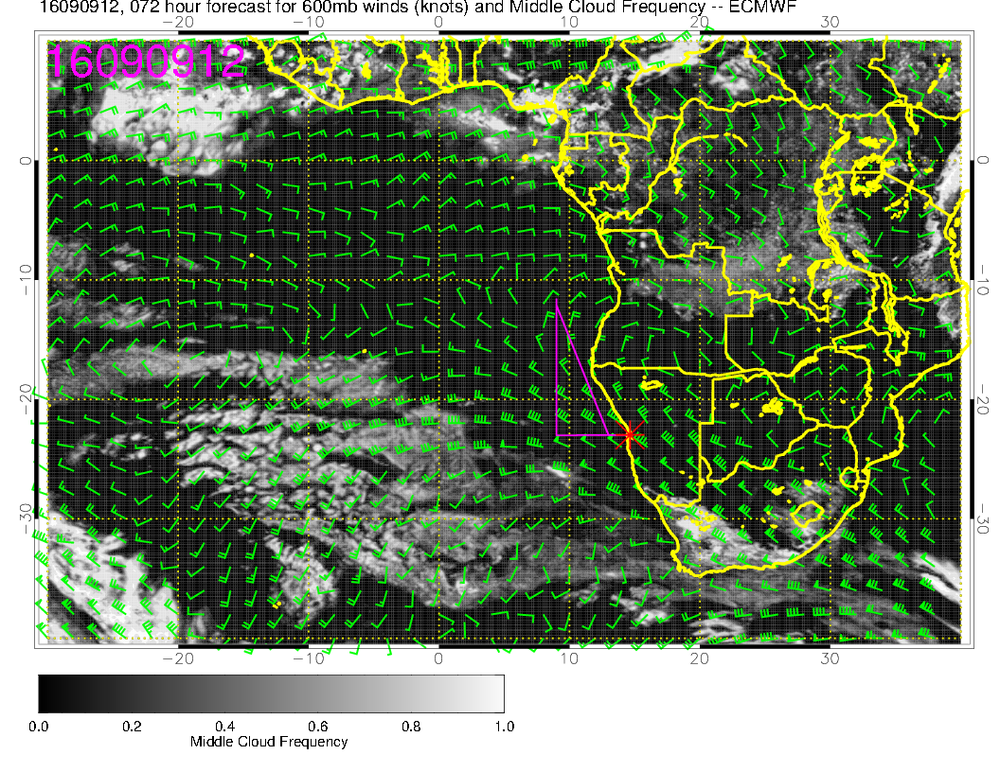 16090912, 072 hour forecast for 600mb winds (knots) and Middle Cloud Frequency -- ECMWF
−20 −10 0 10 20 30
16090912
0 0
−10 −10
−20 −20
−30 −30
−20 −10 0 10 20 30
0.0 0.2 0.4 0.6 0.8 1.0
Middle Cloud Frequency